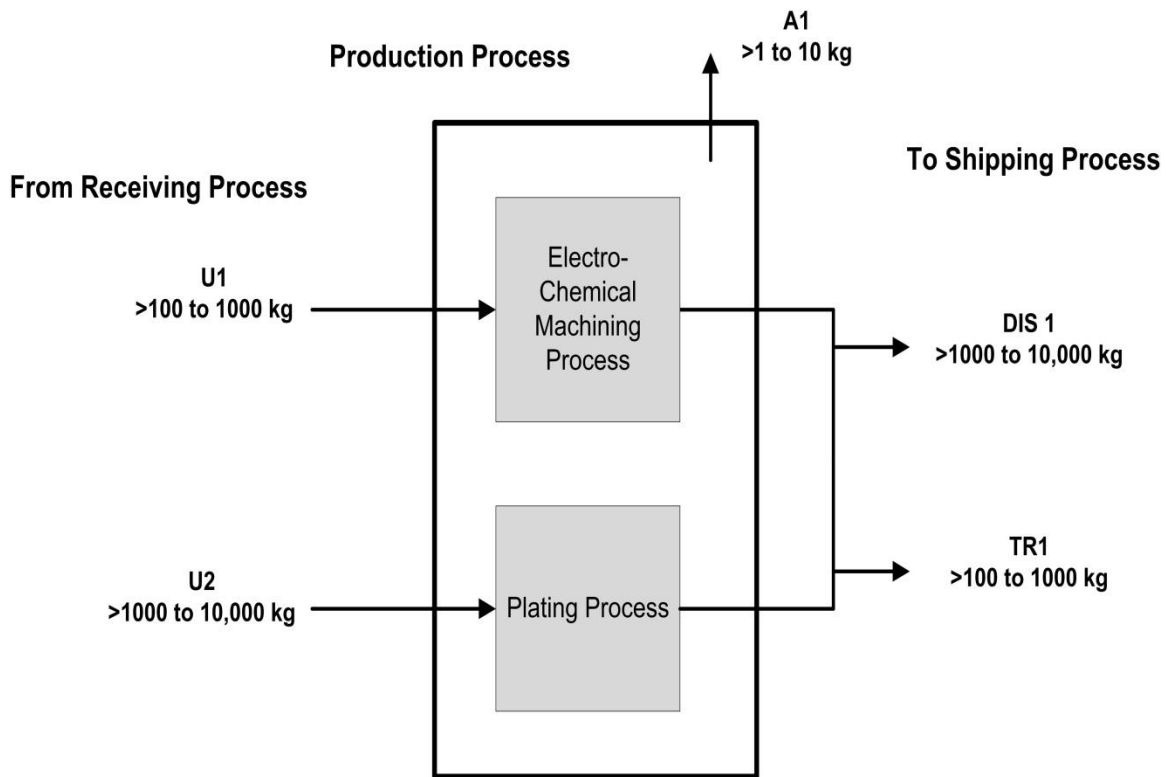 A1
>1 to 10 kg
Production Process
To Shipping Process
From Receiving Process
Electro-
Chemical
Machining
Process
U1
>100 to 1000 kg
DIS 1
>1000 to 10,000 kg
TR1
>100 to 1000 kg
U2
>1000 to 10,000 kg
Plating Process